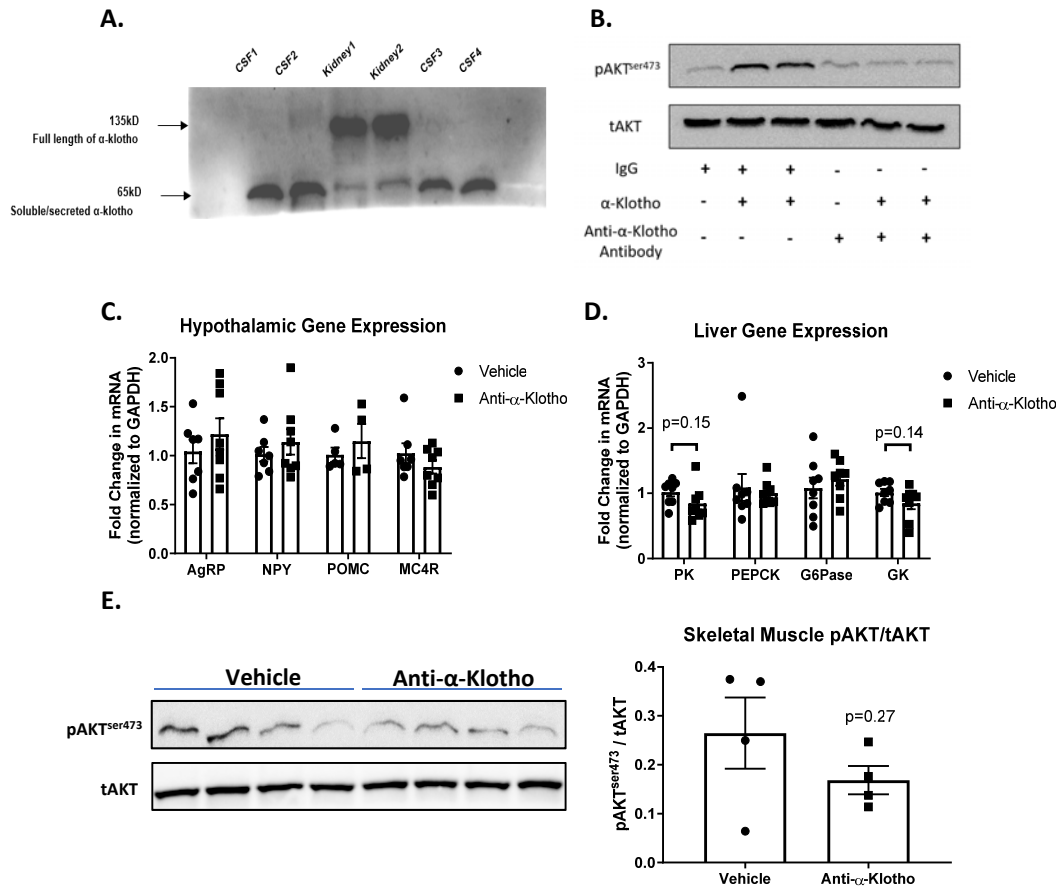 A.
CSF1 CSF2 Kidney1 Kidney2 CSF3 CSF4
135kD
Full length of α-klotho
65kD
Soluble/secreted α-klotho
B.
pAKTser473
tAKT
IgG + + + - - -
α-Klotho - + + - + +
Anti-α-Klotho
Antibody - - - + + +
C.
Hypothalamic Gene Expression
Fold Change in mRNA
(normalized to GAPDH)
2.0
1.5
1.0
0.5
0.0
AgRP NPY POMC MC4R
Vehicle
Anti-α-Klotho
D.
Liver Gene Expression
Fold Change in mRNA
(normalized to GAPDH)
3
2
1
0
p=0.15
p=0.14
PK PEPCK G6Pase GK
Vehicle
Anti-α-Klotho
E.
Vehicle Anti-α-Klotho
pAKTser473
tAKT
Skeletal Muscle pAKT/tAKT
pAKTser473 / tAKT
0.4
0.3
0.2
0.1
0.0
p=0.27
Vehicle Anti-α-Klotho